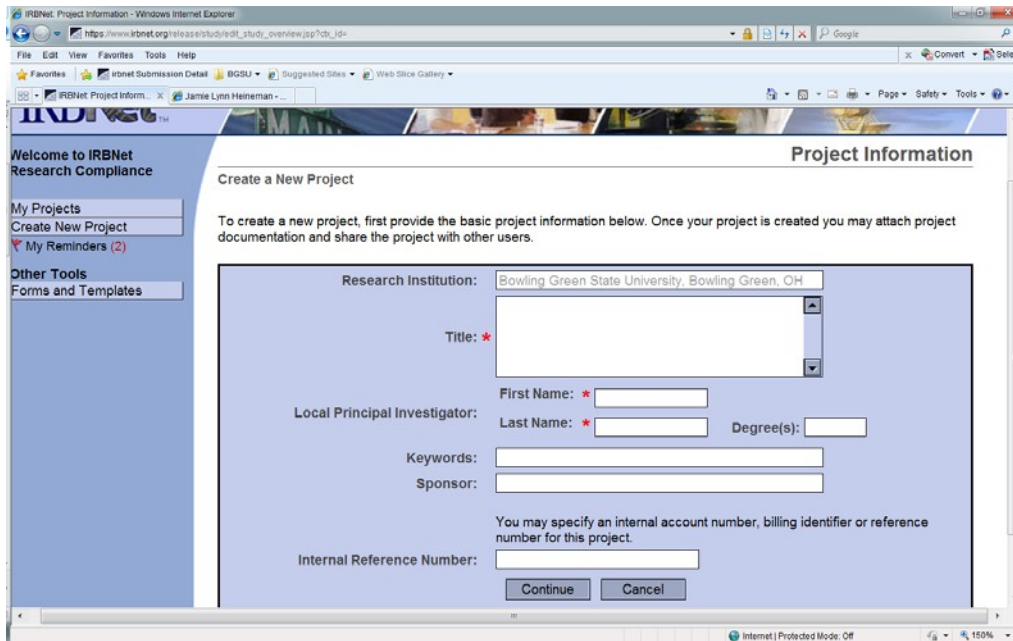 IRBNet. Project Information - Windows Internet Explorer
https://www.irbnet.org/release/study/edit_study_overview.jsp?ctx_id=
Google
File Edit View Favorites Tools Help
x Convert Sele
Favorites irbnet Submission Detail BGSU Suggested Sites Web Slice Gallery
IRBNet: Project Inform... X Jamie Lynn Heineman - ...
Page Safety Tools
IRBNet TM
Project Information
Welcome to IRBNet
Research Compliance
My Projects
Create New Project
My Reminders (2)
Other Tools
Forms and Templates
Create a New Project
To create a new project, first provide the basic project information below. Once your project is created you may attach project
documentation and share the project with other users.
Research Institution: Bowling Green State University, Bowling Green, OH
Title: *
Local Principal Investigator:
First Name: *
Last Name: * Degree(s):
Keywords:
Sponsor:
You may specify an internal account number, billing identifier or reference
number for this project.
Internal Reference Number:
Continue Cancel
Internet | Protected Mode: Off 150%